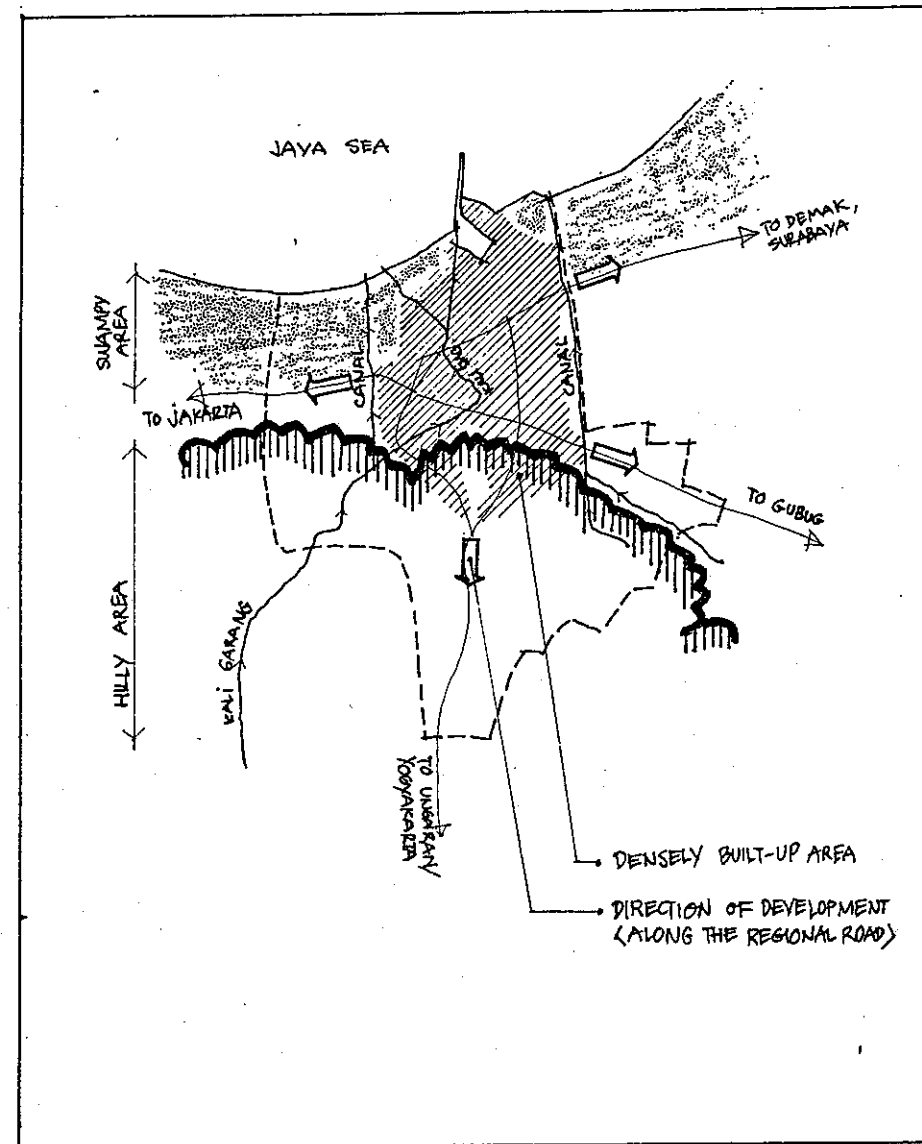 JAVA SEA
TO DEMAK,
SURABAYA
SWAMPY
AREA
CANAL
CANAL
TO JAKARTA
TO GUBUG
HILLY AREA
KALI GARANG
TO UNGARAN/
YOGYAKARTA
DENSELY BUILT-UP AREA
DIRECTION OF DEVELOPMENT
(ALONG THE REGIONAL ROAD)